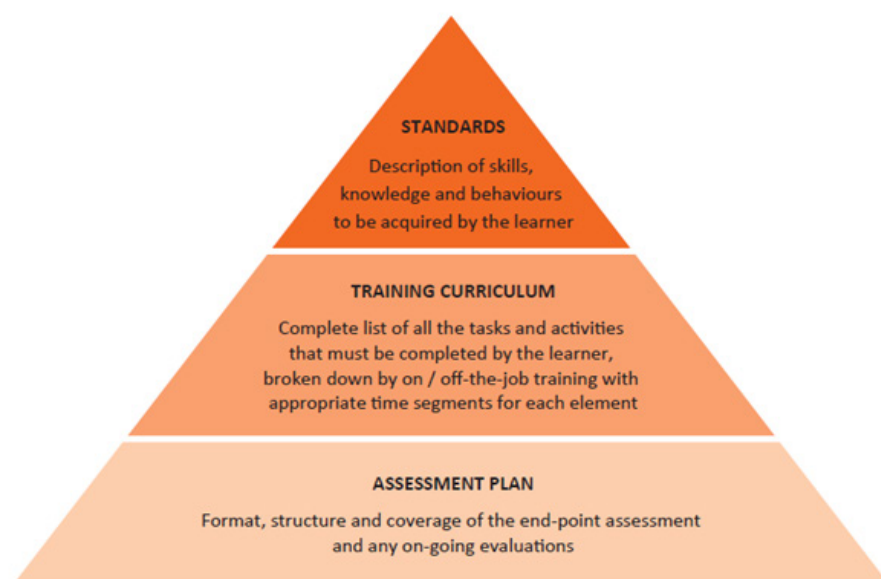 STANDARDS
Description of skills,
knowledge and behaviours
to be acquired by the learner
TRAINING CURRICULUM
Complete list of all the tasks and activities
that must be completed by the learner,
broken down by on / off-the-job training with
appropriate time segments for each element
ASSESSMENT PLAN
Format, structure and coverage of the end-point assessment
and any on-going evaluations